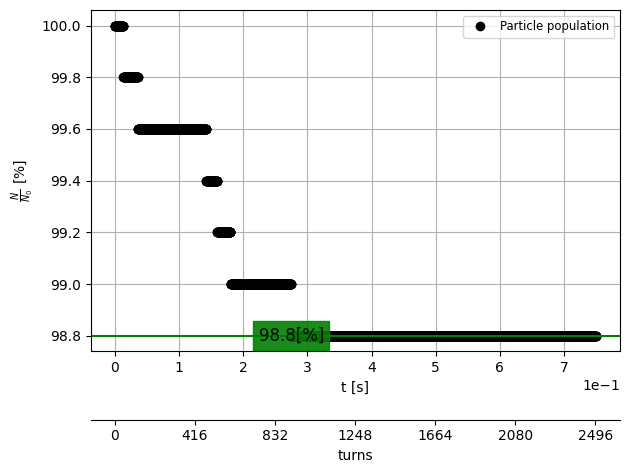 Particle population
100.0
99.8
99.6
99.4
99.2
99.0
98.8
N/N₀ [%]
98.8[%]
0 1 2 3 4 5 6 7
1e−1
t [s]
0 416 832 1248 1664 2080 2496
turns